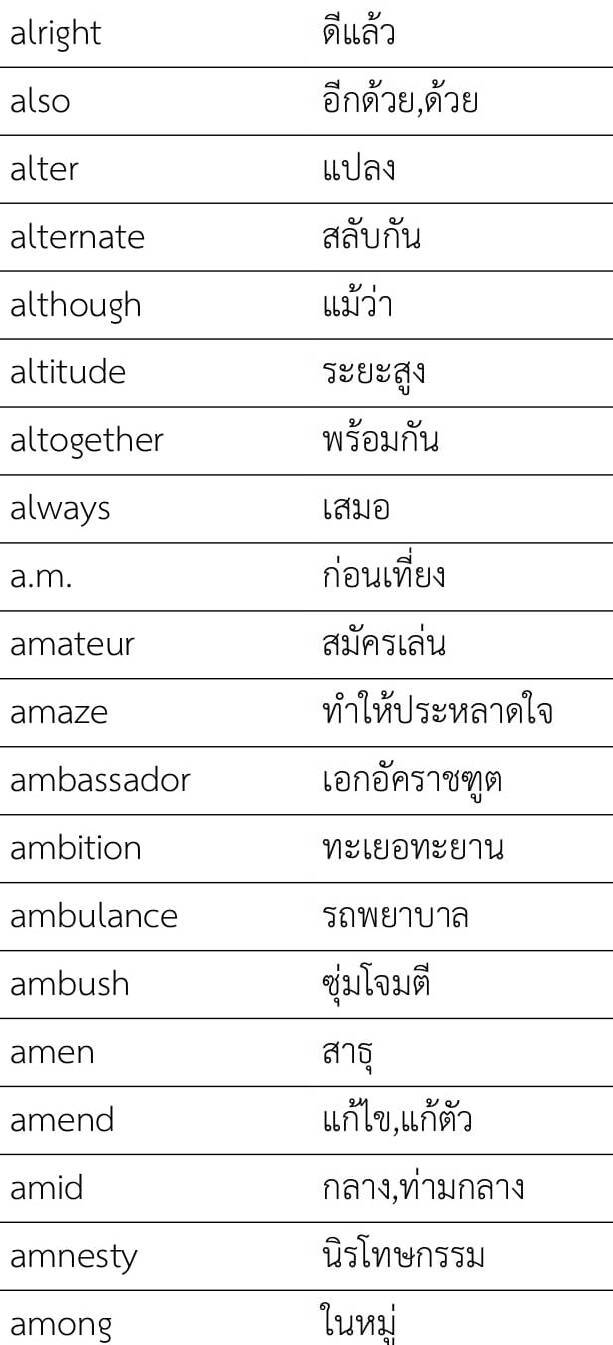 alright ดีแล้ว
also อีกด้วย,ด้วย
alter แปลง
alternate สลับกัน
although แม้ว่า
altitude ระยะสูง
altogether พร้อมกัน
always เสมอ
a.m. ก่อนเที่ยง
amateur สมัครเล่น
amaze ทำให้ประหลาดใจ
ambassador เอกอัคราชฑูต
ambition ทะเยอทะยาน
ambulance รถพยาบาล
ambush ซุ่มโจมตี
amen สาธุ
amend แก้ไข,แก้ตัว
amid กลาง,ท่ามกลาง
amnesty นิรโทษกรรม
among ในหมู่